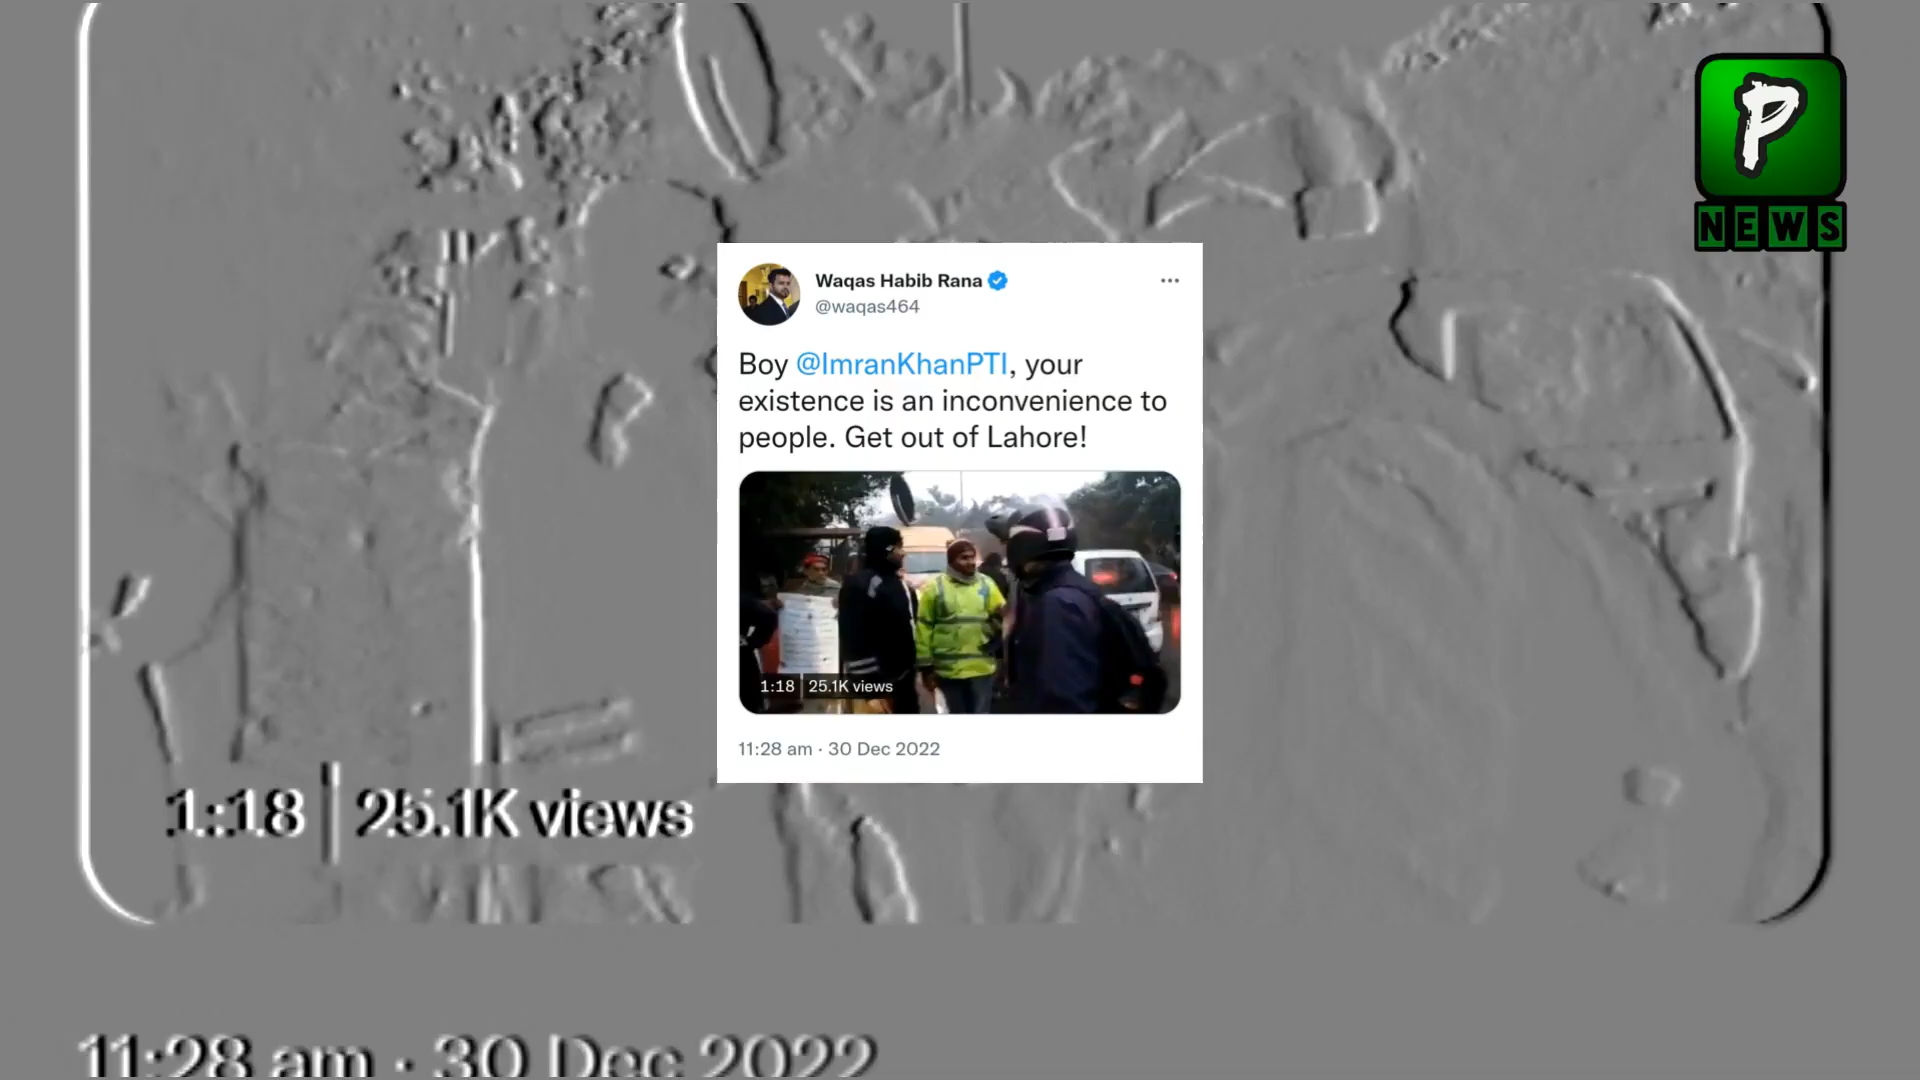 P
NEWS
Waqas Habib Rana
@waqas464
Boy @ImranKhanPTI, your
existence is an inconvenience to
people. Get out of Lahore!
1:18 25.1K views
11:28 am · 30 Dec 2022
1:18 25.1K views
11:28 am · 30 Dec 2022